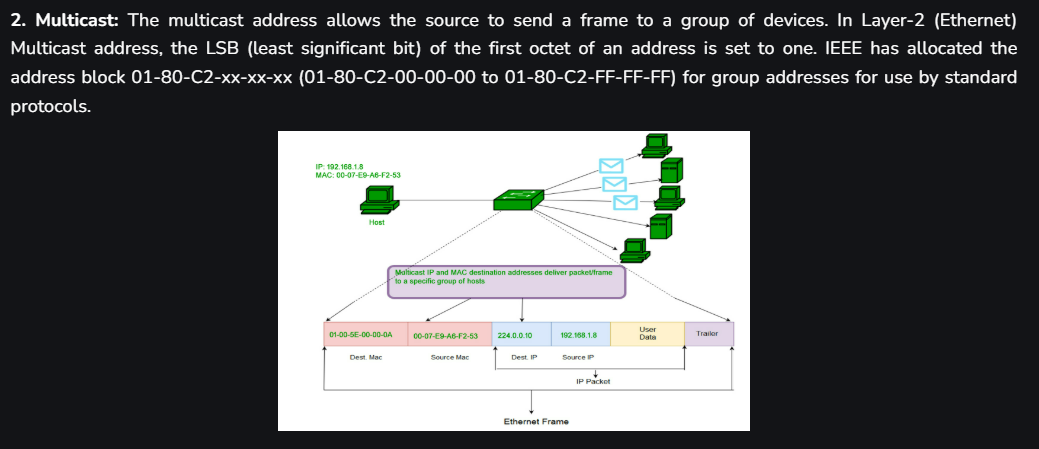 2. Multicast: The multicast address allows the source to send a frame to a group of devices. In Layer-2 (Ethernet)
Multicast address, the LSB (least significant bit) of the first octet of an address is set to one. IEEE has allocated the
address block 01-80-C2-xx-xx-xx (01-80-C2-00-00-00 to 01-80-C2-FF-FF-FF) for group addresses for use by standard
protocols.
IP: 192.168.1.8
MAC: 00-07-E9-A6-F2-53
Host
Multicast IP and MAC destination addresses deliver packet/frame
to a specific group of hosts
01-00-5E-00-00-0A
00-07-E9-A6-F2-53
224.0.0.10
192.168.1.8
User
Data
Trailer
Dest. Mac
Source Mac
Dest. IP
Source IP
IP Packet
Ethernet Frame